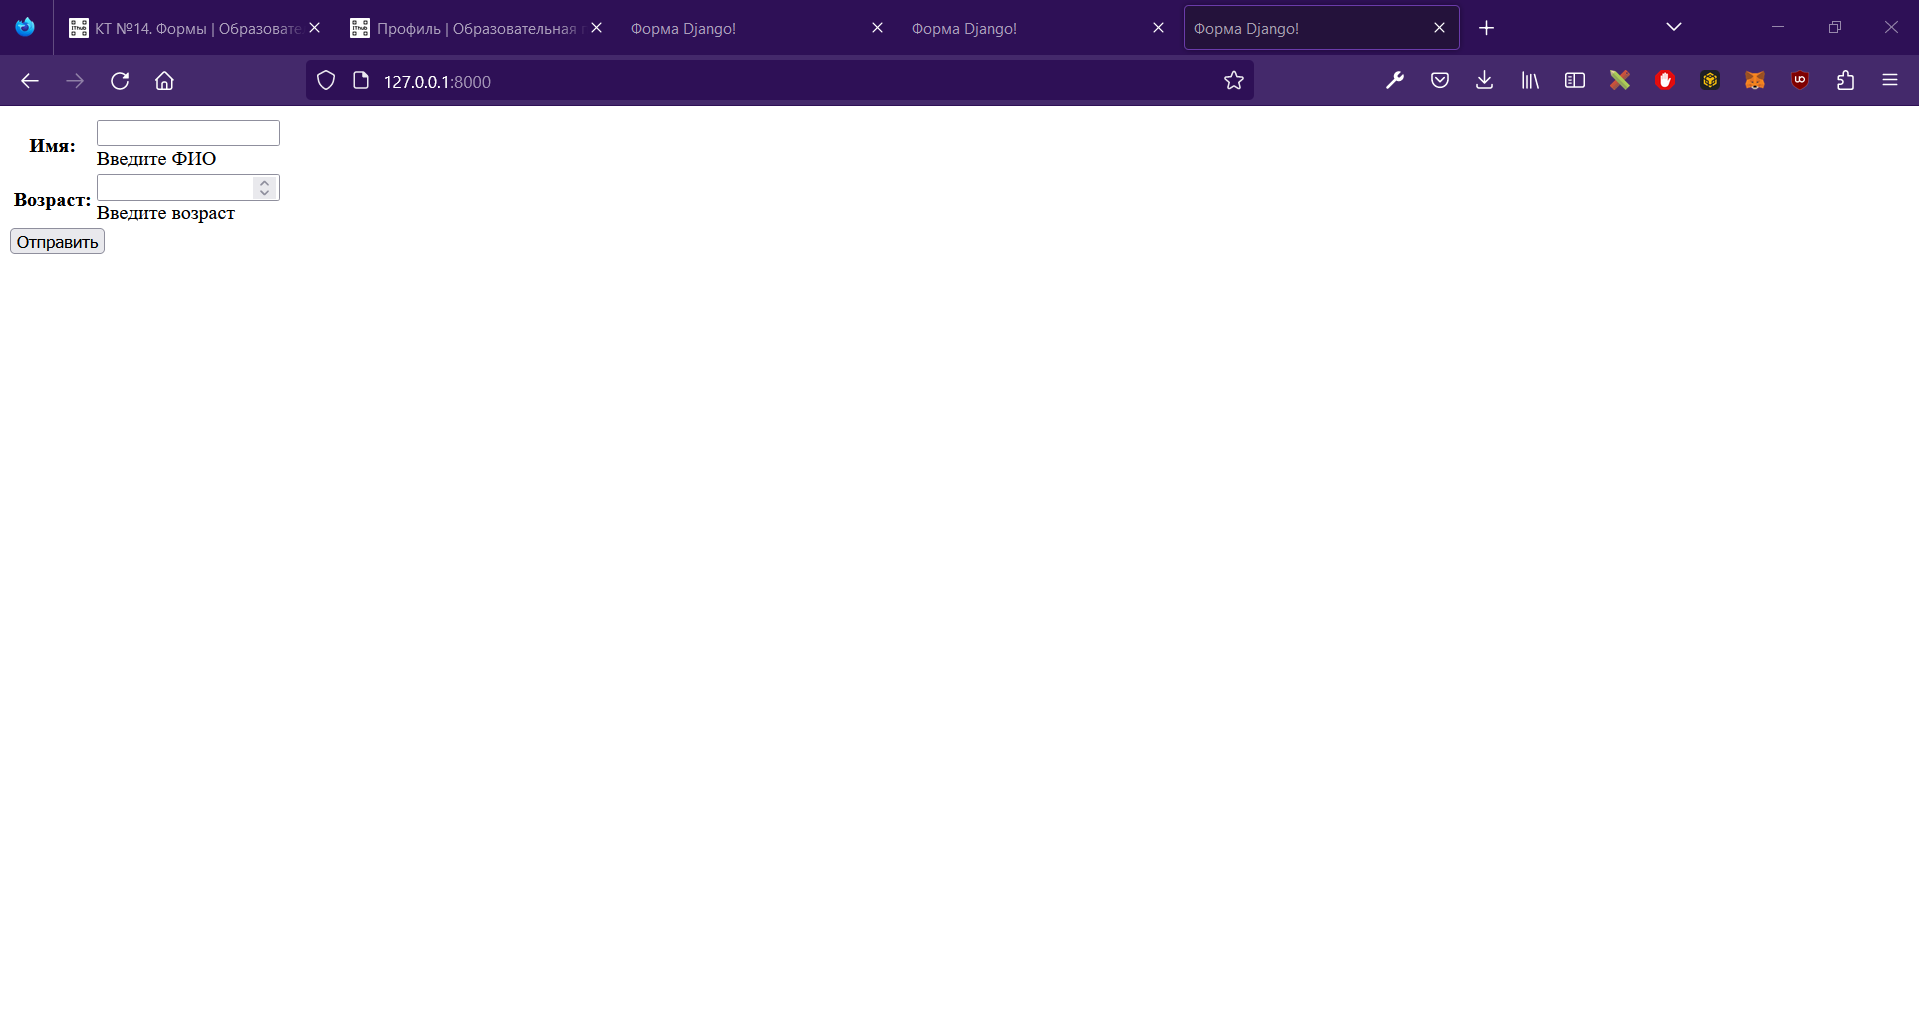 КТ №14. Формы | Образовате
Профиль | Образовательная п
Форма Django!
Форма Django!
Форма Django!
127.0.0.1:8000
Имя:
Введите ФИО
Возраст:
Введите возраст
Отправить